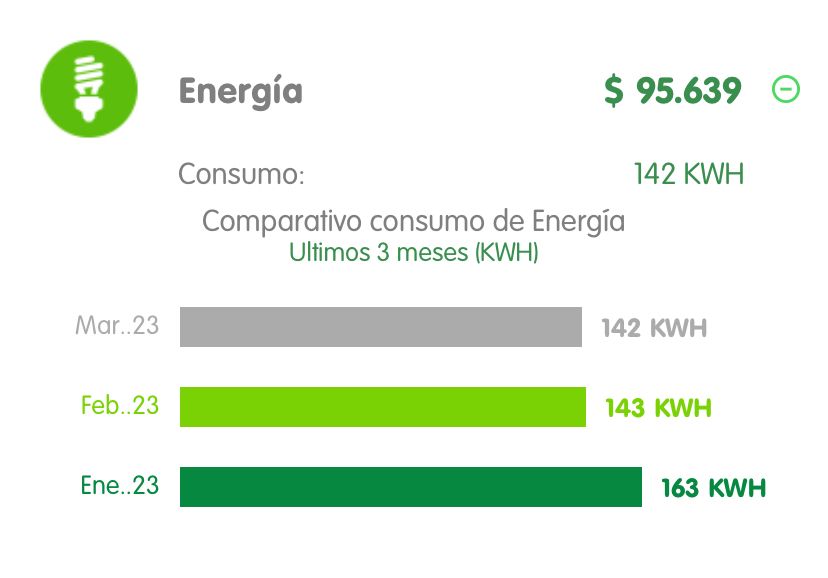 Energía $ 95.639
Consumo: 142 KWH
Comparativo consumo de Energía
Ultimos 3 meses (KWH)
Mar..23 142 KWH
Feb..23 143 KWH
Ene..23 163 KWH